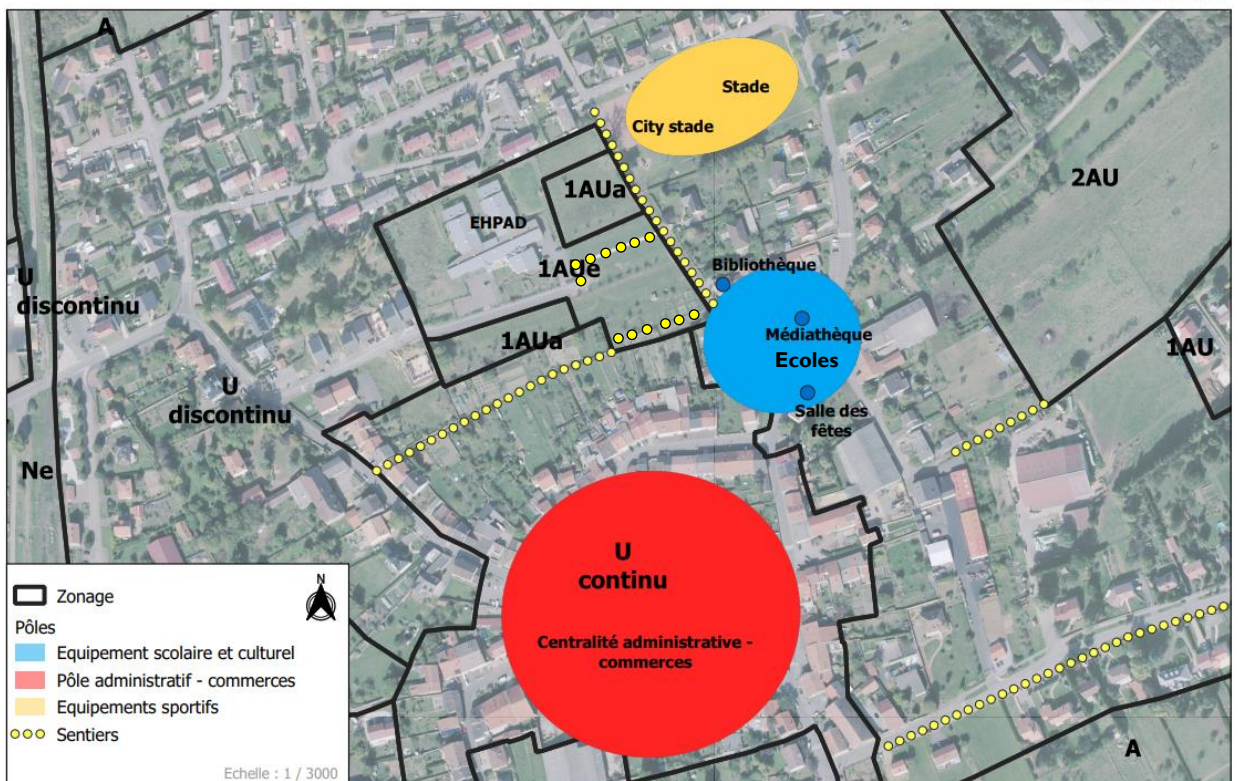 A
Stade
City stade
1AUa
2AU
EHPAD
Bibliothèque
1AUe
U
discontinu
Médiathèque
Ecoles
1AUa
1AU
U
discontinu
Salle des
fêtes
Ne
U
continu
Centralité administrative -
commerces
A
N
Zonage
Pôles
Equipement scolaire et culturel
Pôle administratif - commerces
Equipements sportifs
Sentiers
Echelle : 1 / 3000